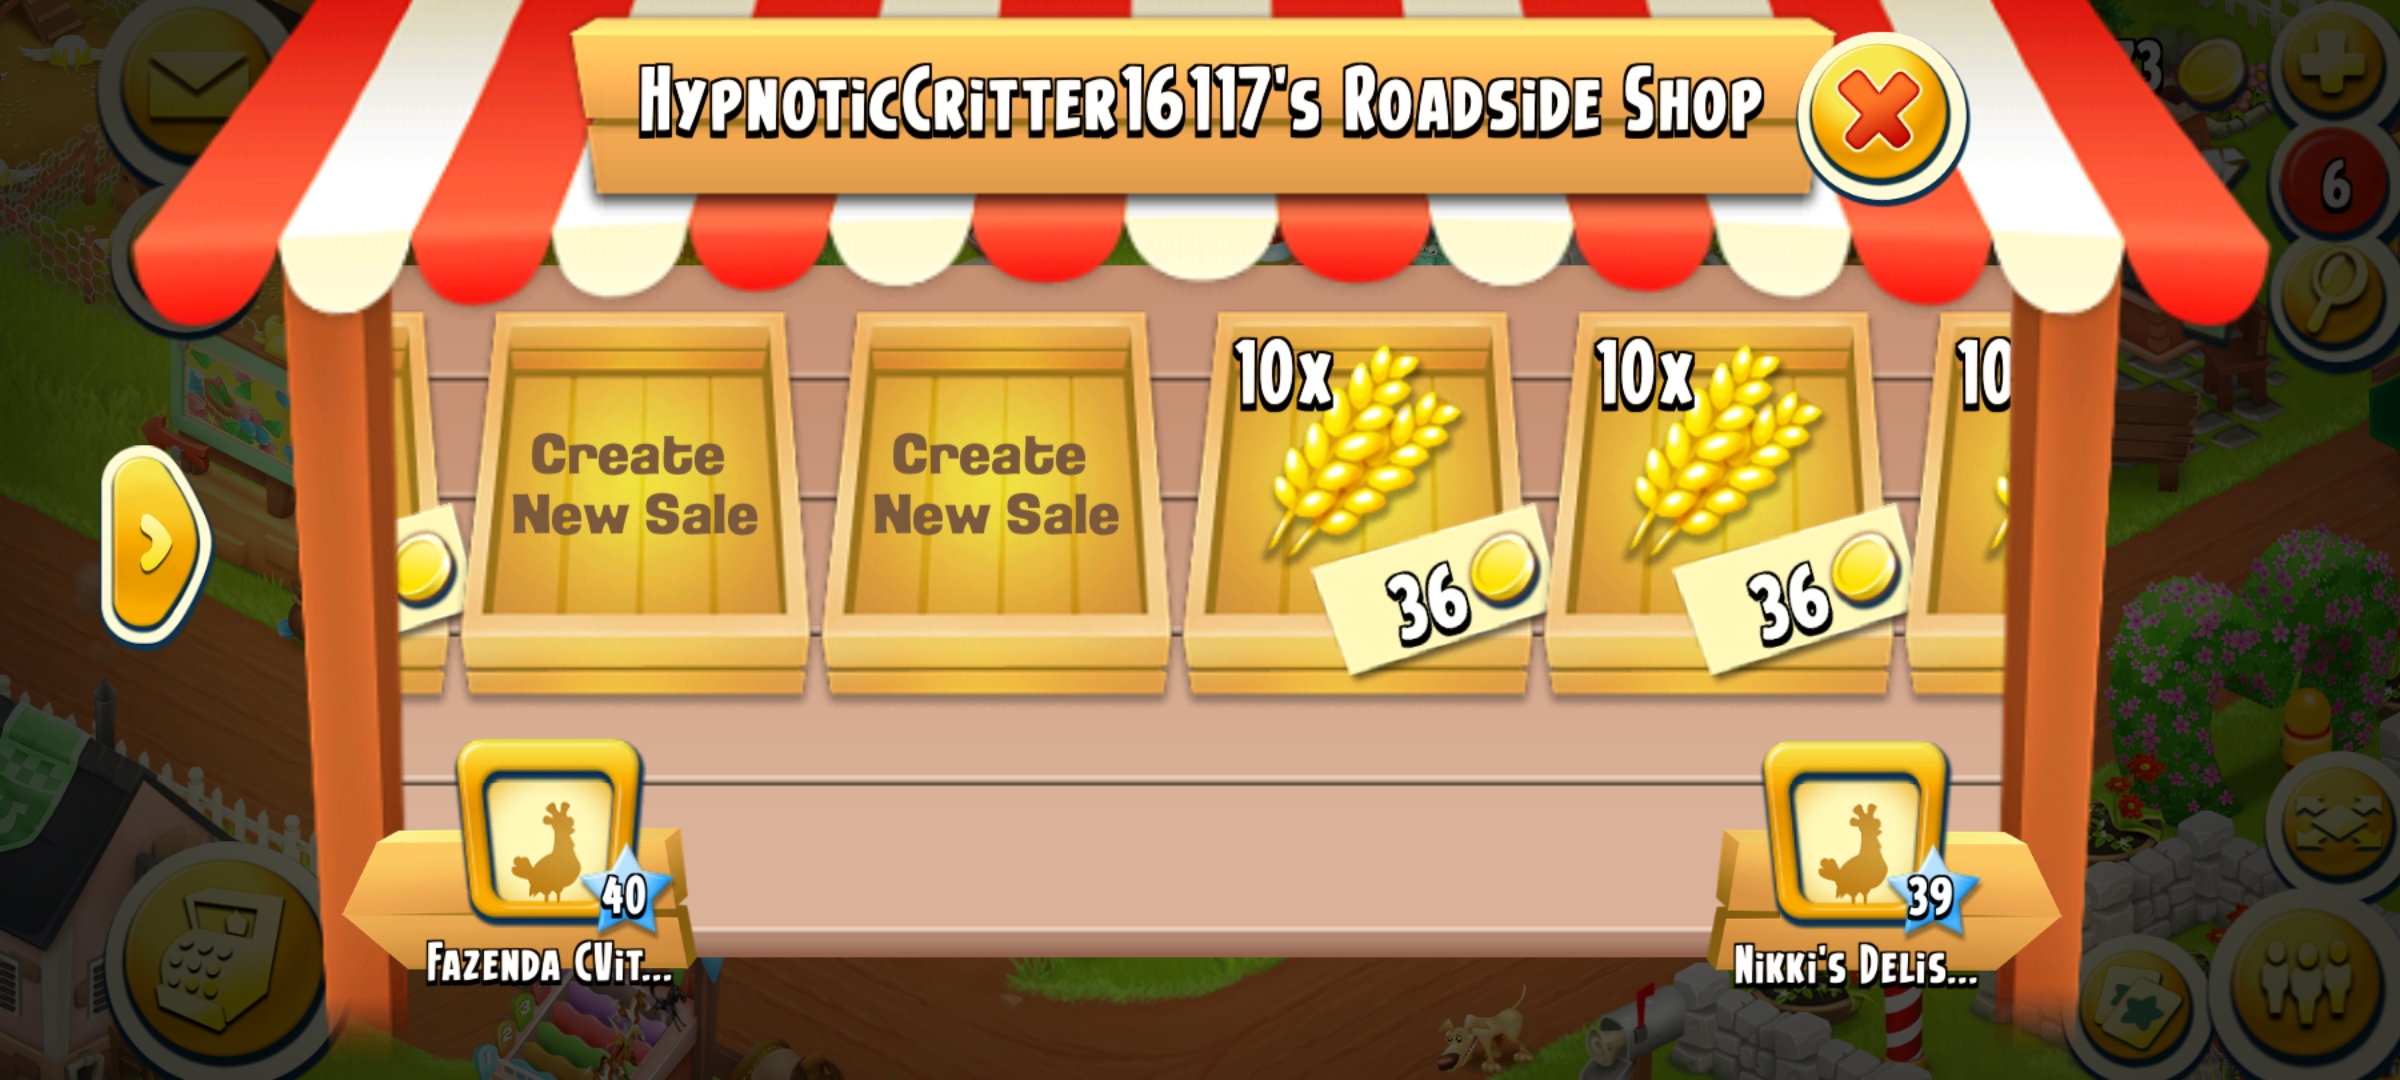 HypnoticCritter16117's Roadside Shop
6
Create
New Sale
Create
New Sale
10x
36
10x
36
10
40
Fazenda CVit...
39
Nikki's Delis...